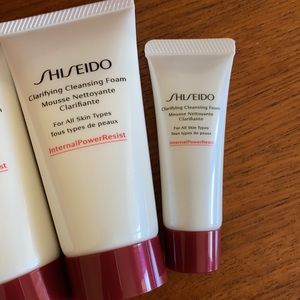 SHISEIDO
Clarifying Cleansing Foam
Mousse Nettoyante
Clarifiante
For All Skin Types
Tous types de peaux
InternalPowerResist
SHISEIDO
Clarifying Cleansing Foam
Mousse Nettoyante
Clarifiante
For All Skin Types
Tous types de peaux
InternalPowerResist